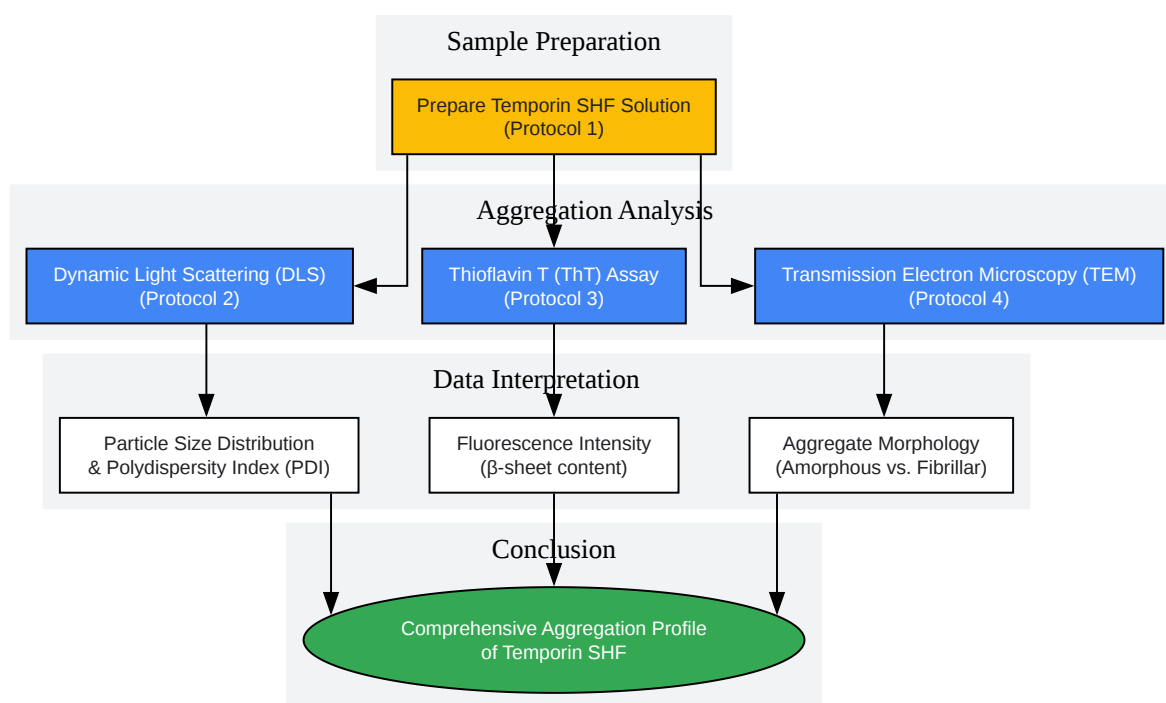 Sample Preparation
Prepare Temporin SHF Solution
(Protocol 1)
Aggregation Analysis
Dynamic Light Scattering (DLS)
(Protocol 2)
Thioflavin T (ThT) Assay
(Protocol 3)
Transmission Electron Microscopy (TEM)
(Protocol 4)
Data Interpretation
Particle Size Distribution
& Polydispersity Index (PDI)
Fluorescence Intensity
(β-sheet content)
Aggregate Morphology
(Amorphous vs. Fibrillar)
Conclusion
Comprehensive Aggregation Profile
of Temporin SHF